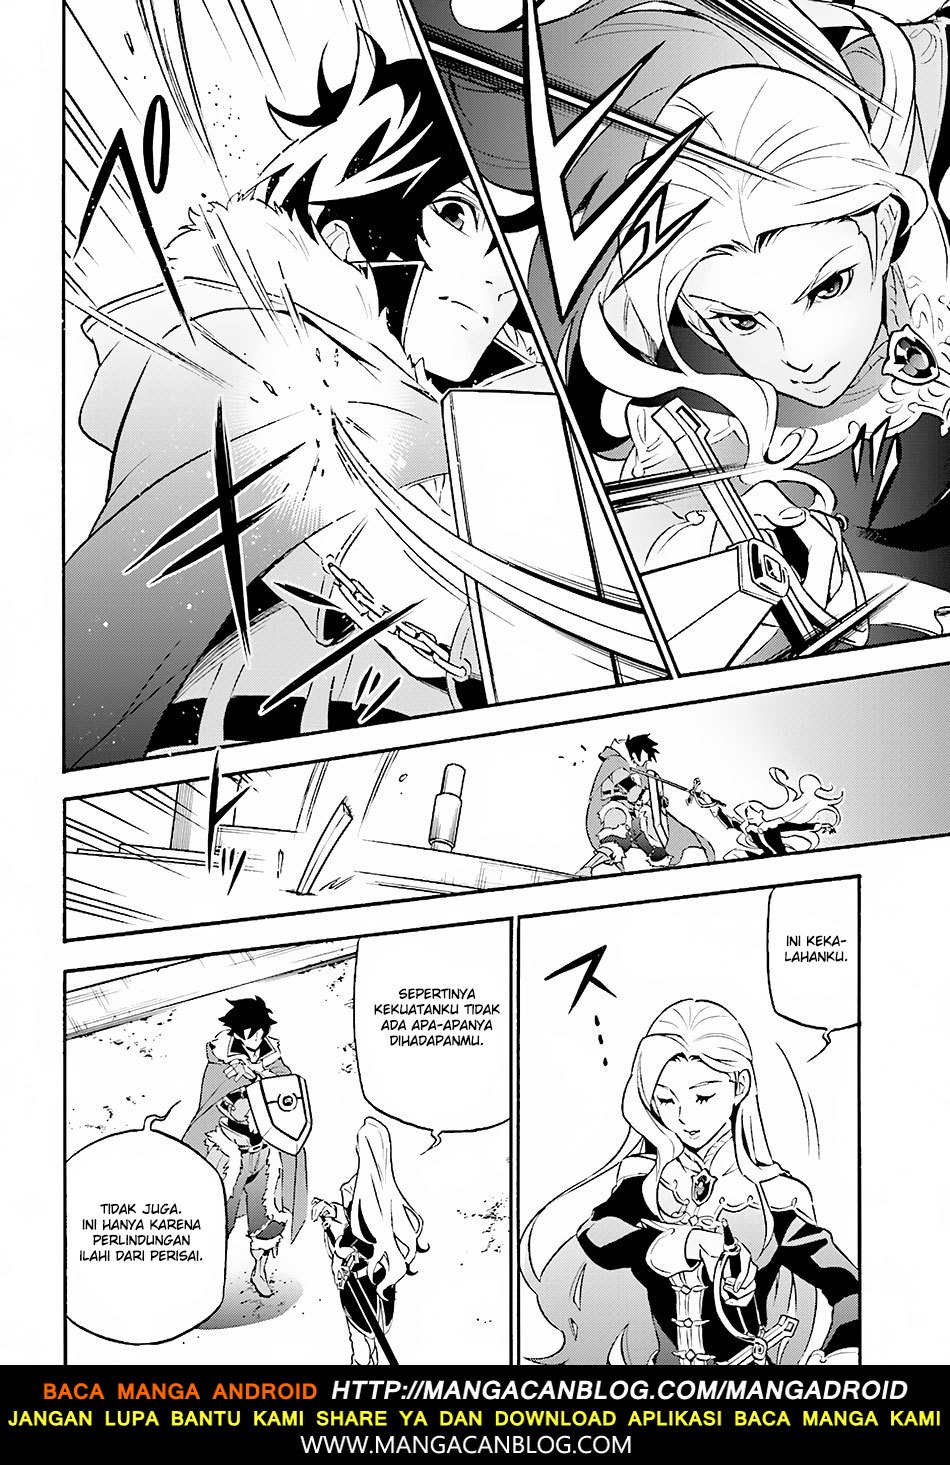 INI KEKA-
LAHANKU.
SEPERTINYA
KEKUATANKU TIDAK
ADA APA-APANYA
DIHADAPANMU.
TIDAK JUGA.
INI HANYA KARENA
PERLINDUNGAN
ILAHI DARI PERISAI.
BACA MANGA ANDROID HTTP://MANGACANBLOG.COM/MANGADROID
JANGAN LUPA BANTU KAMI SHARE YA DAN DOWNLOAD APLIKASI BACA MANGA KAMI
WWW.MANGACANBLOG.COM